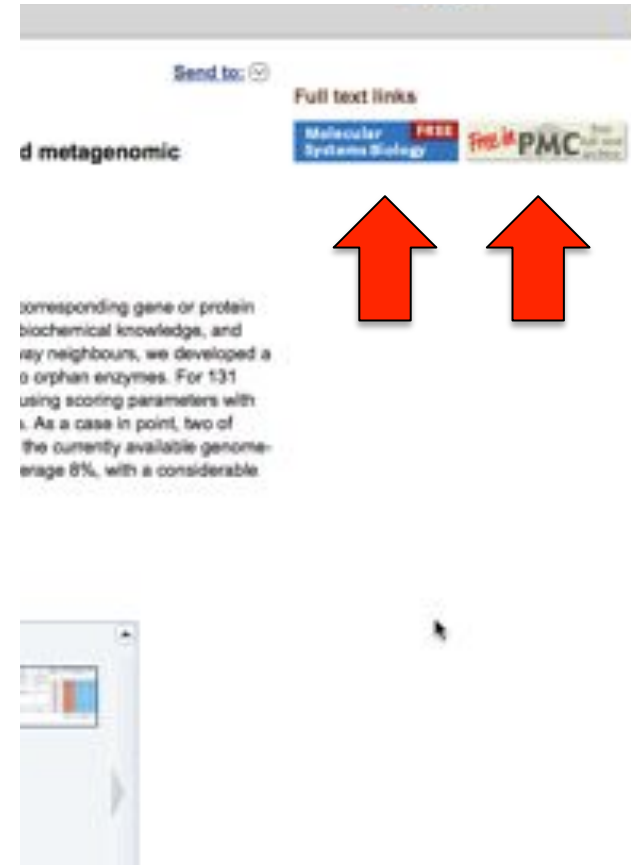 Send to:
Full text links
Molecular FREE
Systems Biology
Free in PMC
d metagenomic
corresponding gene or protein
biochemical knowledge, and
way neighbours, we developed a
o orphan enzymes. For 131
using scoring parameters with
s. As a case in point, two of
the currently available genome-
erage 8%, with a considerable